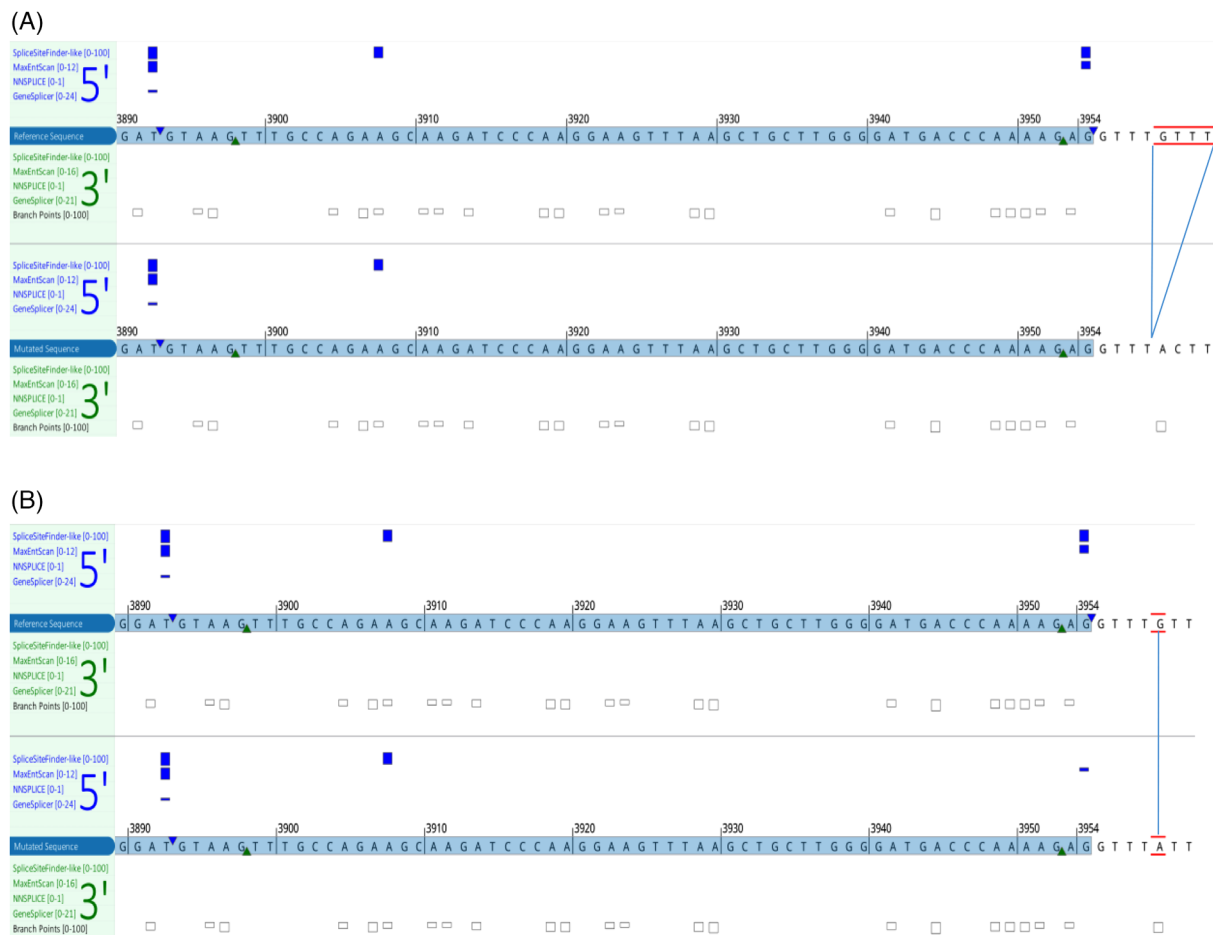 (A)
SpliceSiteFinder-like [0-100]
MaxEntScan [0-12]
NNSPLICE [0-1]
GeneSplicer [0-24]
5'
3890 3900 3910 3920 3930 3940 3950 3954
Reference Sequence G A T G T A A G T T T G C C A G A A G C A A G A T C C C A A G G A A G T T T A A G C T G C T T G G G G A T G A C C C A A A A G A G G T T T G T T T
SpliceSiteFinder-like [0-100]
MaxEntScan [0-16]
NNSPLICE [0-1]
GeneSplicer [0-21]
3'
Branch Points [0-100]
SpliceSiteFinder-like [0-100]
MaxEntScan [0-12]
NNSPLICE [0-1]
GeneSplicer [0-24]
5'
3890 3900 3910 3920 3930 3940 3950 3954
Mutated Sequence G A T G T A A G T T T G C C A G A A G C A A G A T C C C A A G G A A G T T T A A G C T G C T T G G G G A T G A C C C A A A A G A G G T T T A C T T
SpliceSiteFinder-like [0-100]
MaxEntScan [0-16]
NNSPLICE [0-1]
GeneSplicer [0-21]
3'
Branch Points [0-100]
(B)
SpliceSiteFinder-like [0-100]
MaxEntScan [0-12]
NNSPLICE [0-1]
GeneSplicer [0-24]
5'
3890 3900 3910 3920 3930 3940 3950 3954
Reference Sequence G G A T G T A A G T T T G C C A G A A G C A A G A T C C C A A G G A A G T T T A A G C T G C T T G G G G A T G A C C C A A A A G A G G T T T G T T
SpliceSiteFinder-like [0-100]
MaxEntScan [0-16]
NNSPLICE [0-1]
GeneSplicer [0-21]
3'
Branch Points [0-100]
SpliceSiteFinder-like [0-100]
MaxEntScan [0-12]
NNSPLICE [0-1]
GeneSplicer [0-24]
5'
3890 3900 3910 3920 3930 3940 3950 3954
Mutated Sequence G G A T G T A A G T T T G C C A G A A G C A A G A T C C C A A G G A A G T T T A A G C T G C T T G G G G A T G A C C C A A A A G A G G T T T A T T
SpliceSiteFinder-like [0-100]
MaxEntScan [0-16]
NNSPLICE [0-1]
GeneSplicer [0-21]
3'
Branch Points [0-100]